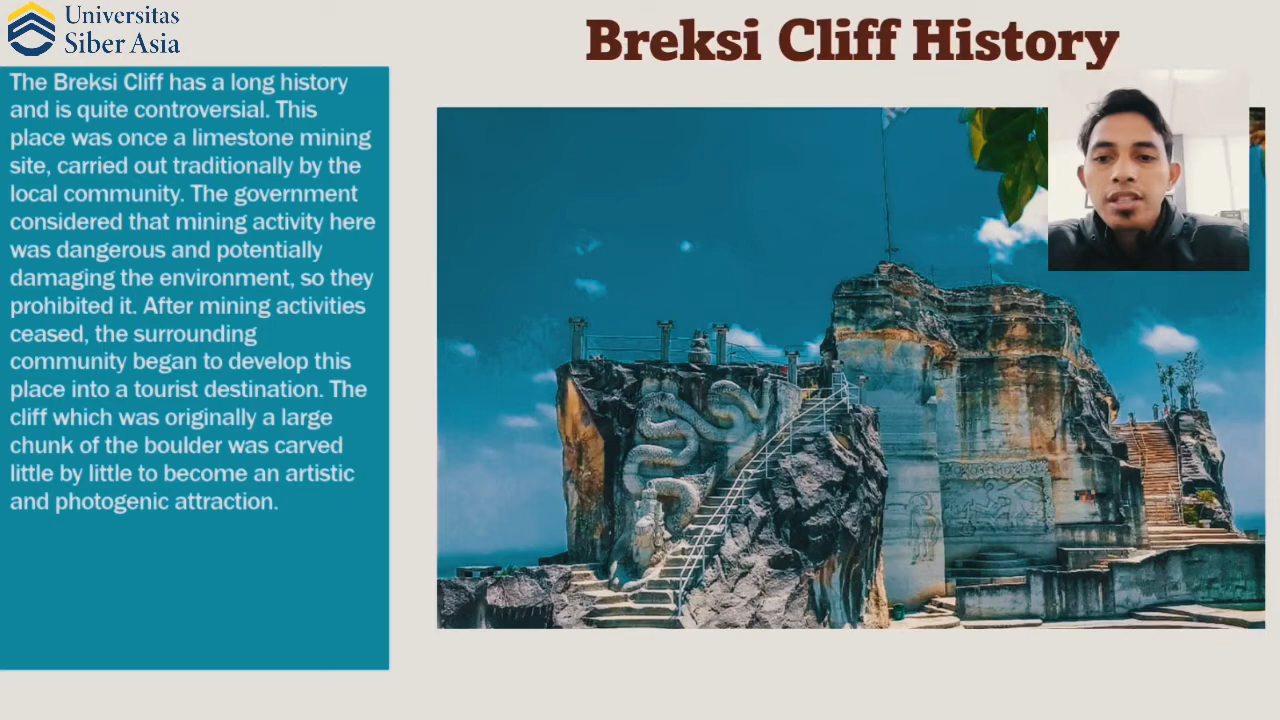 Universitas
Siber Asia
Breksi Cliff History
The Breksi Cliff has a long history
and is quite controversial. This
place was once a limestone mining
site, carried out traditionally by the
local community. The government
considered that mining activity here
was dangerous and potentially
damaging the environment, so they
prohibited it. After mining activities
ceased, the surrounding
community began to develop this
place into a tourist destination. The
cliff which was originally a large
chunk of the boulder was carved
little by little to become an artistic
and photogenic attraction.